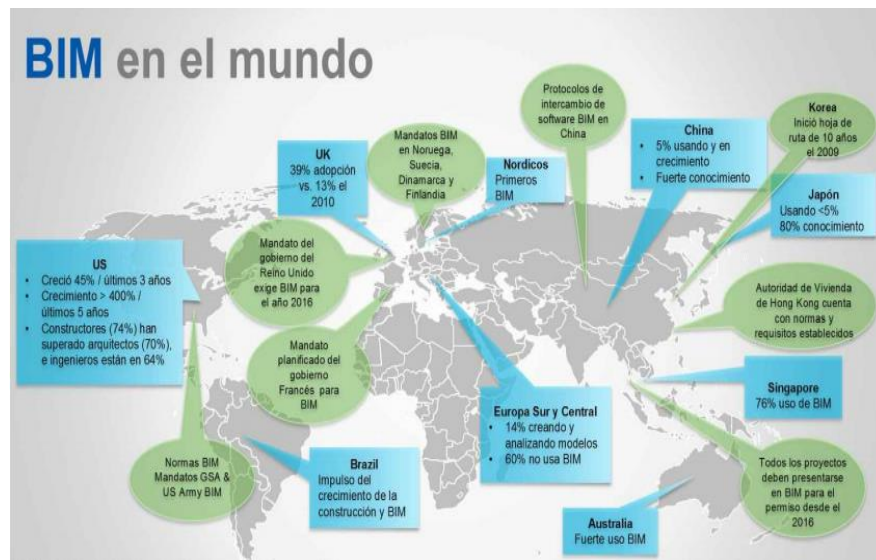 BIM en el mundo
Protocolos de
intercambio de
software BIM en
China
Korea
Inició hoja de
ruta de 10 años
el 2009
Mandatos BIM
en Noruega,
Suecia,
Dinamarca y
Finlandia
UK
39% adopción
vs. 13% el
2010
Nordicos
Primeros
BIM
China
• 5% usando y en
crecimiento
• Fuerte conocimiento
Japón
Usando <5%
80% conocimiento
Mandato del
gobierno del
Reino Unido
exige BIM para
el año 2016
US
• Creció 45% / últimos 3 años
• Crecimiento > 400% /
últimos 5 años
• Constructores (74%) han
superado arquitectos (70%),
e ingenieros están en 64%
Autoridad de Vivienda
de Hong Kong cuenta
con normas y
requisitos establecidos
Mandato
planificado del
gobierno
Francés para
BIM
Singapore
76% uso de BIM
Europa Sur y Central
• 14% creando y
analizando modelos
• 60% no usa BIM
Normas BIM
Mandatos GSA &
US Army BIM
Brazil
Impulso del
crecimiento de la
construcción y BIM
Todos los proyectos
deben presentarse
en BIM para el
permiso desde el
2016
Australia
Fuerte uso BIM